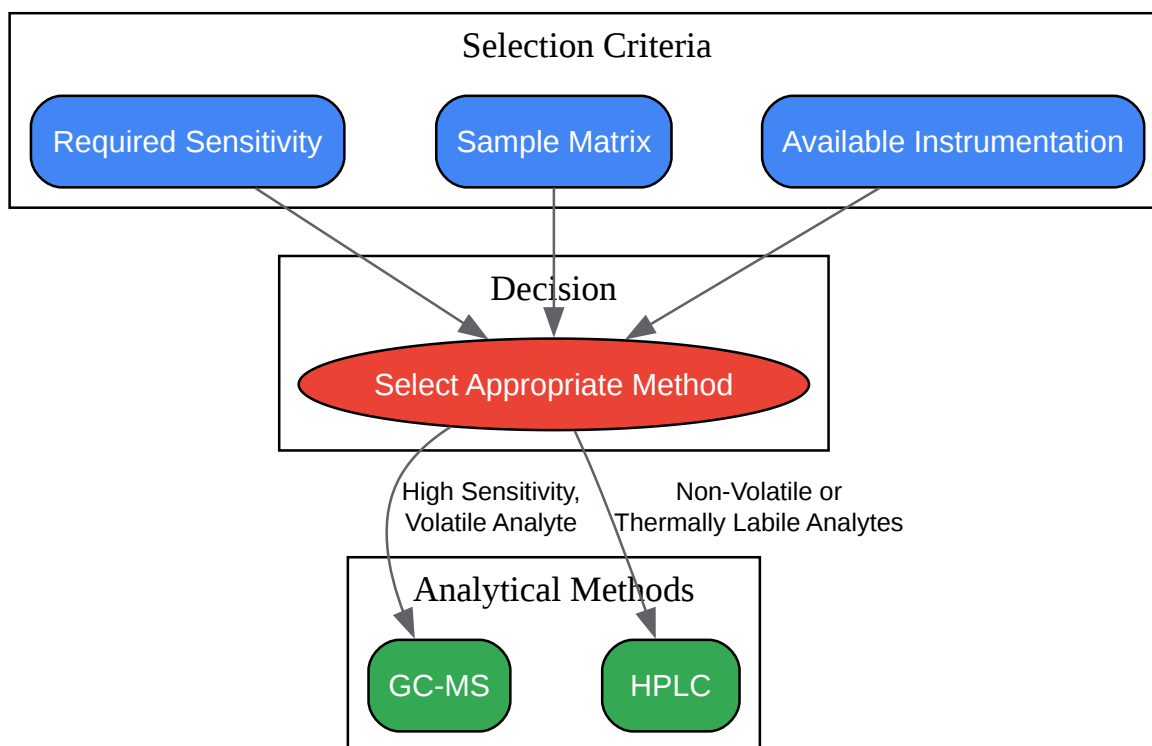 Selection Criteria
Required Sensitivity
Sample Matrix
Available Instrumentation
Decision
Select Appropriate Method
High Sensitivity,
Volatile Analyte
Non-Volatile or
Thermally Labile Analytes
Analytical Methods
GC-MS
HPLC